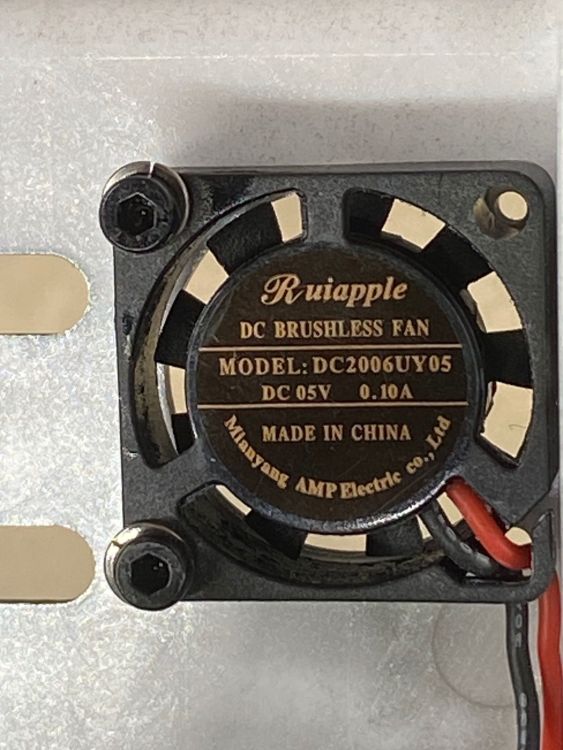 Ruiapple
DC BRUSHLESS FAN
MODEL: DC2006UY05
DC 05V 0.10A
MADE IN CHINA
Mianyang AMP Electric co., Ltd